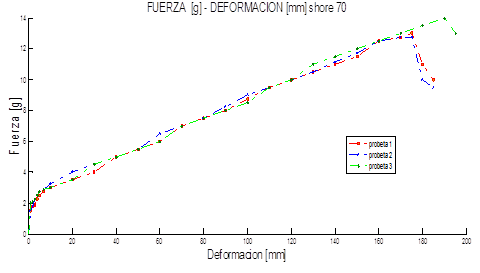 FUERZA [g] - DEFORMACION [mm] shore 70
14
12
10
8
6
4
2
0
Fuerza [g]
probeta 1
probeta 2
probeta 3
0 20 40 60 80 100 120 140 160 180 200
Deformacion [mm]